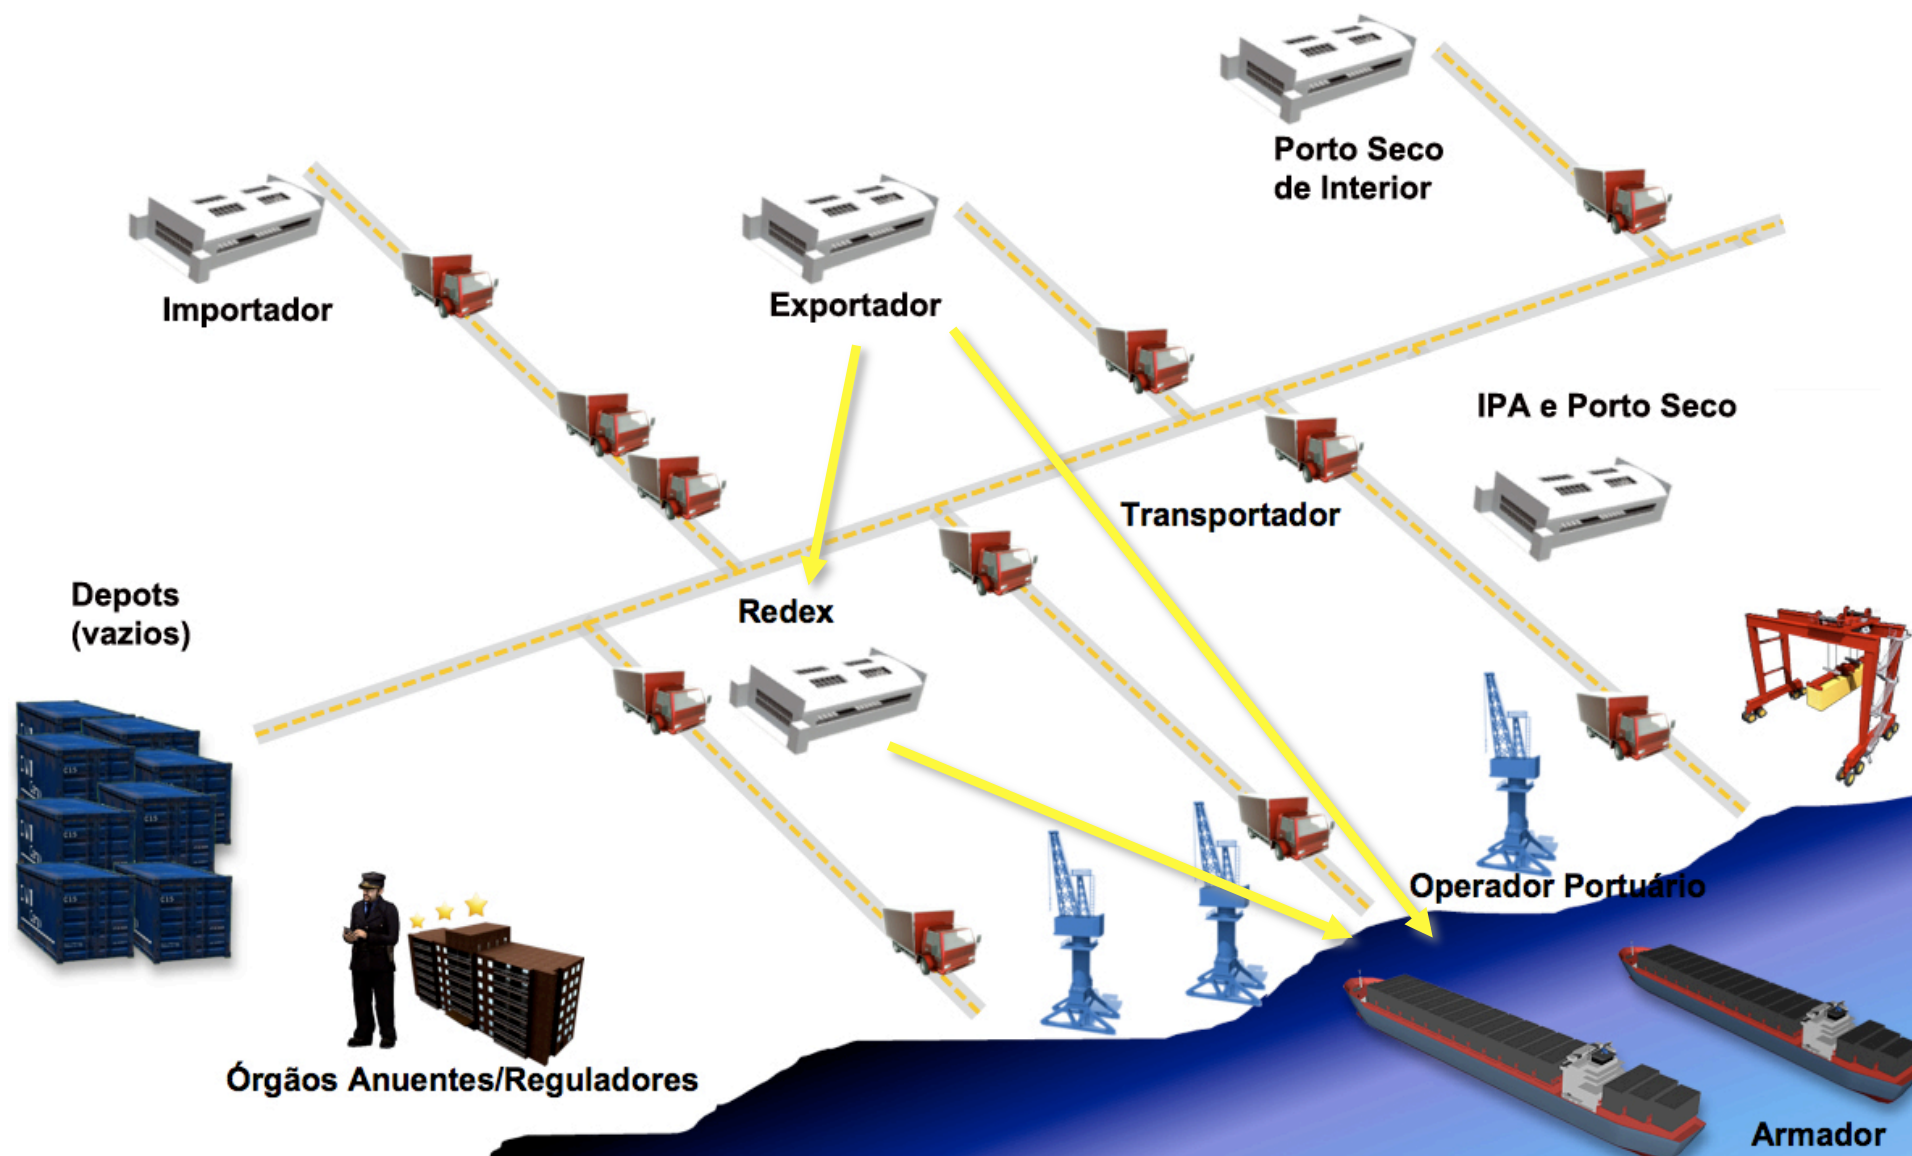 Porto Seco
de Interior
Importador
Exportador
IPA e Porto Seco
Transportador
Depots
(vazios)
Redex
Operador Portuário
Órgãos Anuentes/Reguladores
Armador